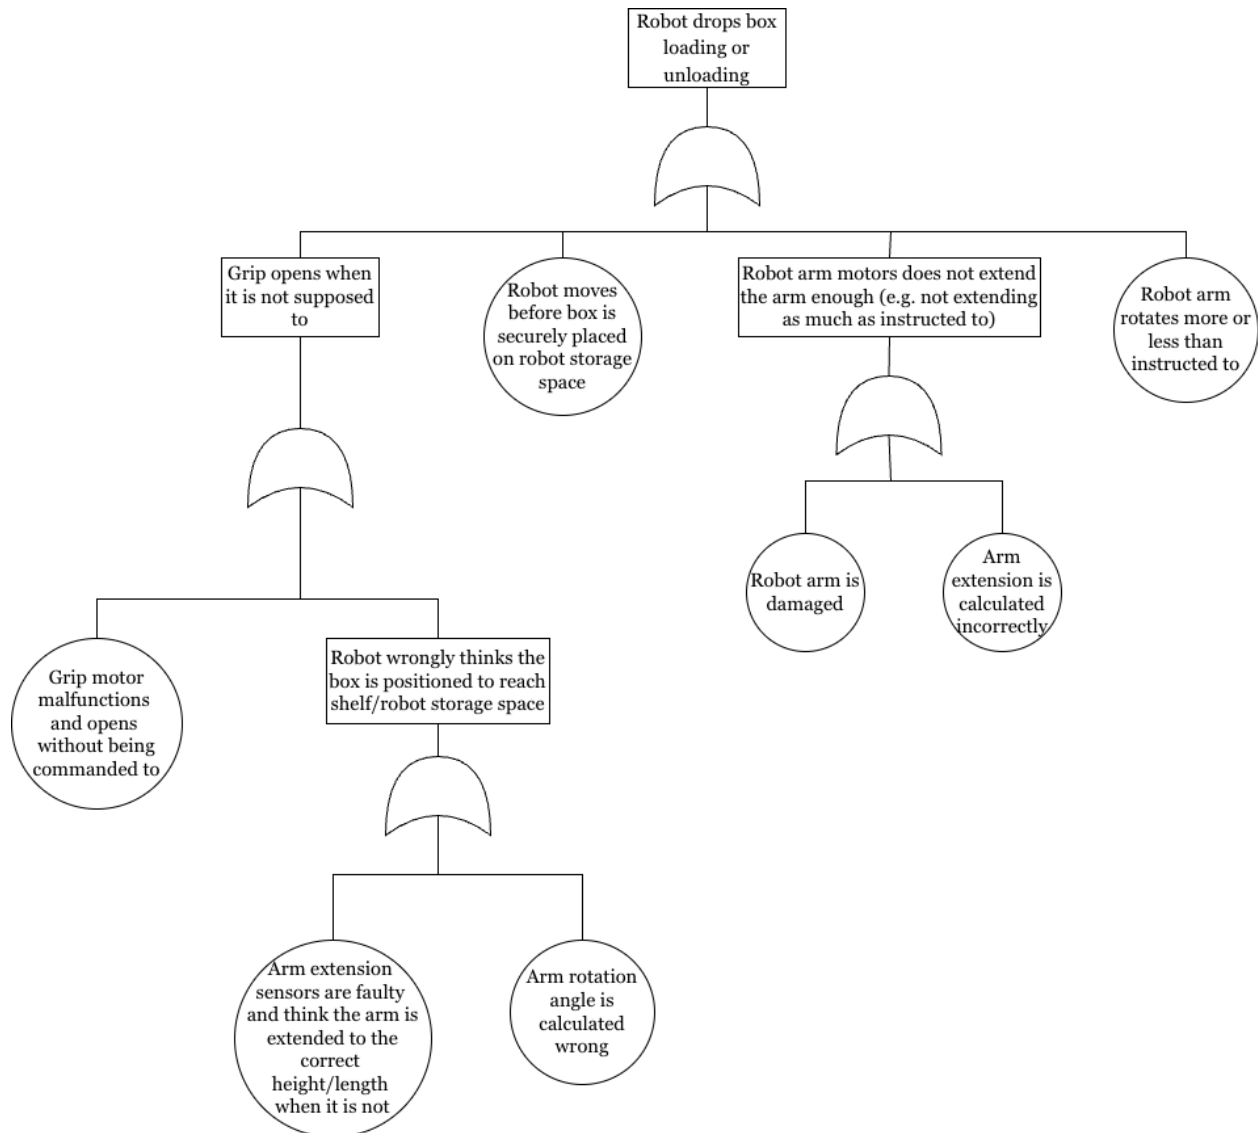 Robot drops box
loading or
unloading
Grip opens when
it is not supposed
to
Robot moves
before box is
securely placed
on robot storage
space
Robot arm motors does not extend
the arm enough (e.g. not extending
as much as instructed to)
Robot arm
rotates more or
less than
instructed to
Robot arm is
damaged
Arm
extension is
calculated
incorrectly
Grip motor
malfunctions
and opens
without being
commanded to
Robot wrongly thinks the
box is positioned to reach
shelf/robot storage space
Arm extension
sensors are faulty
and think the arm is
extended to the
correct
height/length
when it is not
Arm rotation
angle is
calculated
wrong